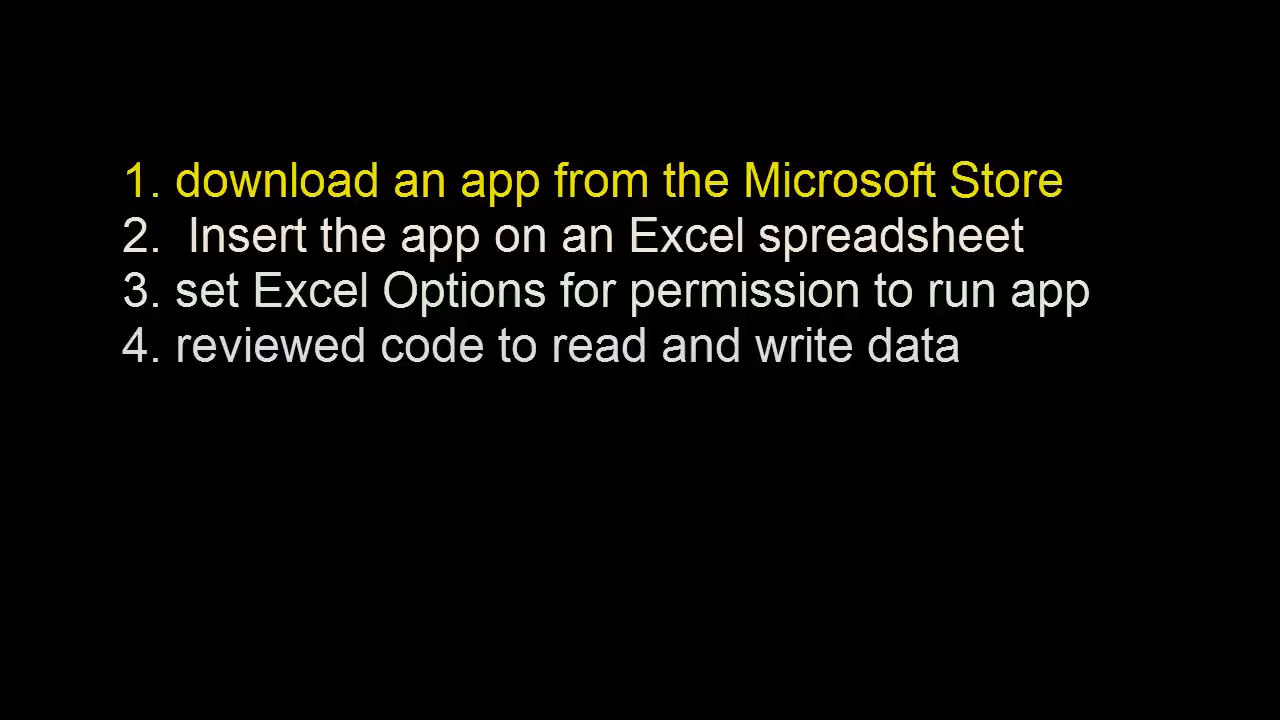 1. download an app from the Microsoft Store
2.  Insert the app on an Excel spreadsheet
3. set Excel Options for permission to run app
4. reviewed code to read and write data